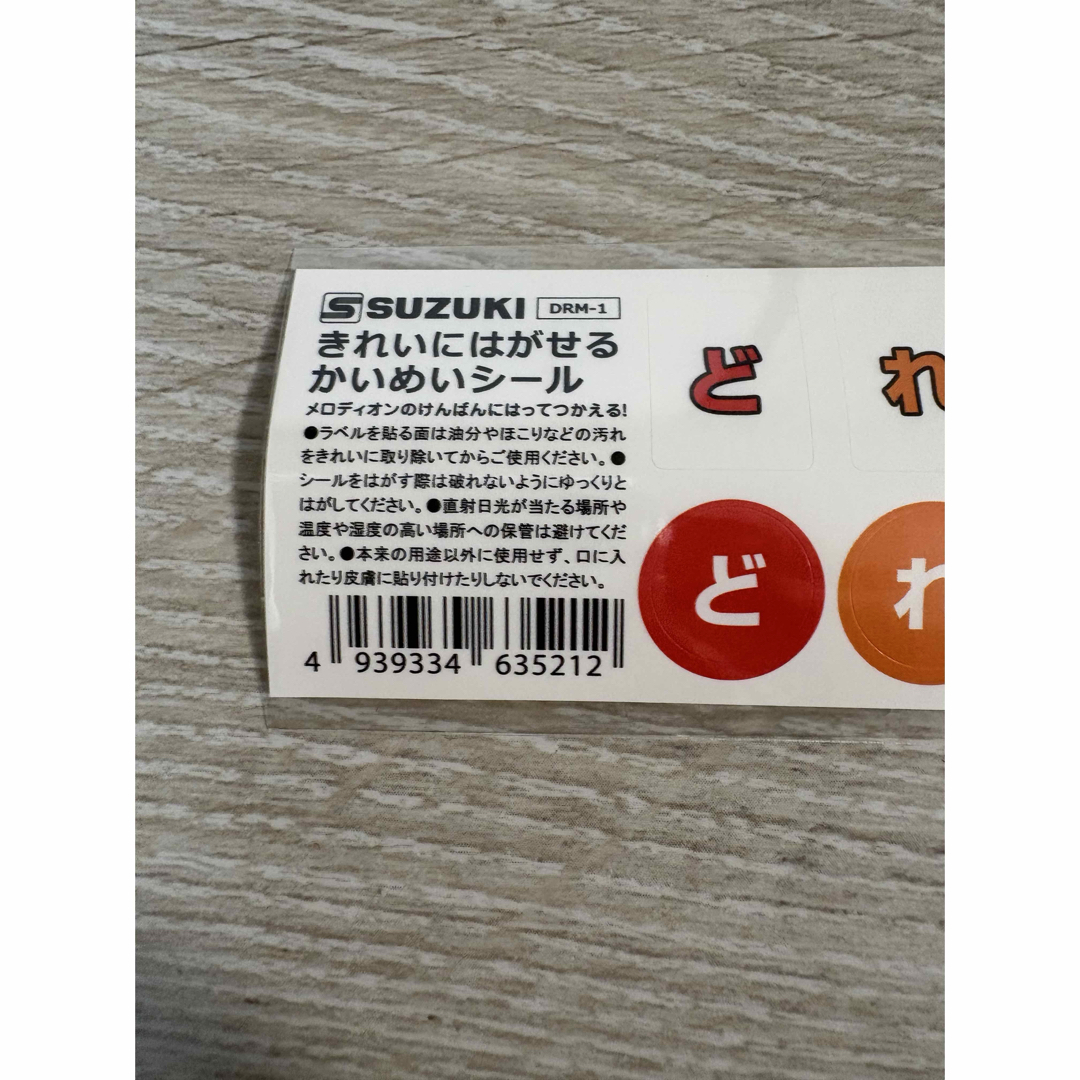 SUZUKI DRM-1
きれいにはがせる
かいめいシール
メロディオンのけんばんにはってつかえる!
●ラベルを貼る面は油分やほこりなどの汚れ
をきれいに取り除いてからご使用ください。●
シールをはがす際は破れないようにゆっくりと
はがしてください。●直射日光が当たる場所や
温度や湿度の高い場所への保管は避けてくだ
さい。●本来の用途以外に使用せず、口に入
れたり皮膚に貼り付けたりしないでください。
4 939334 635212
ど れ
ど れ